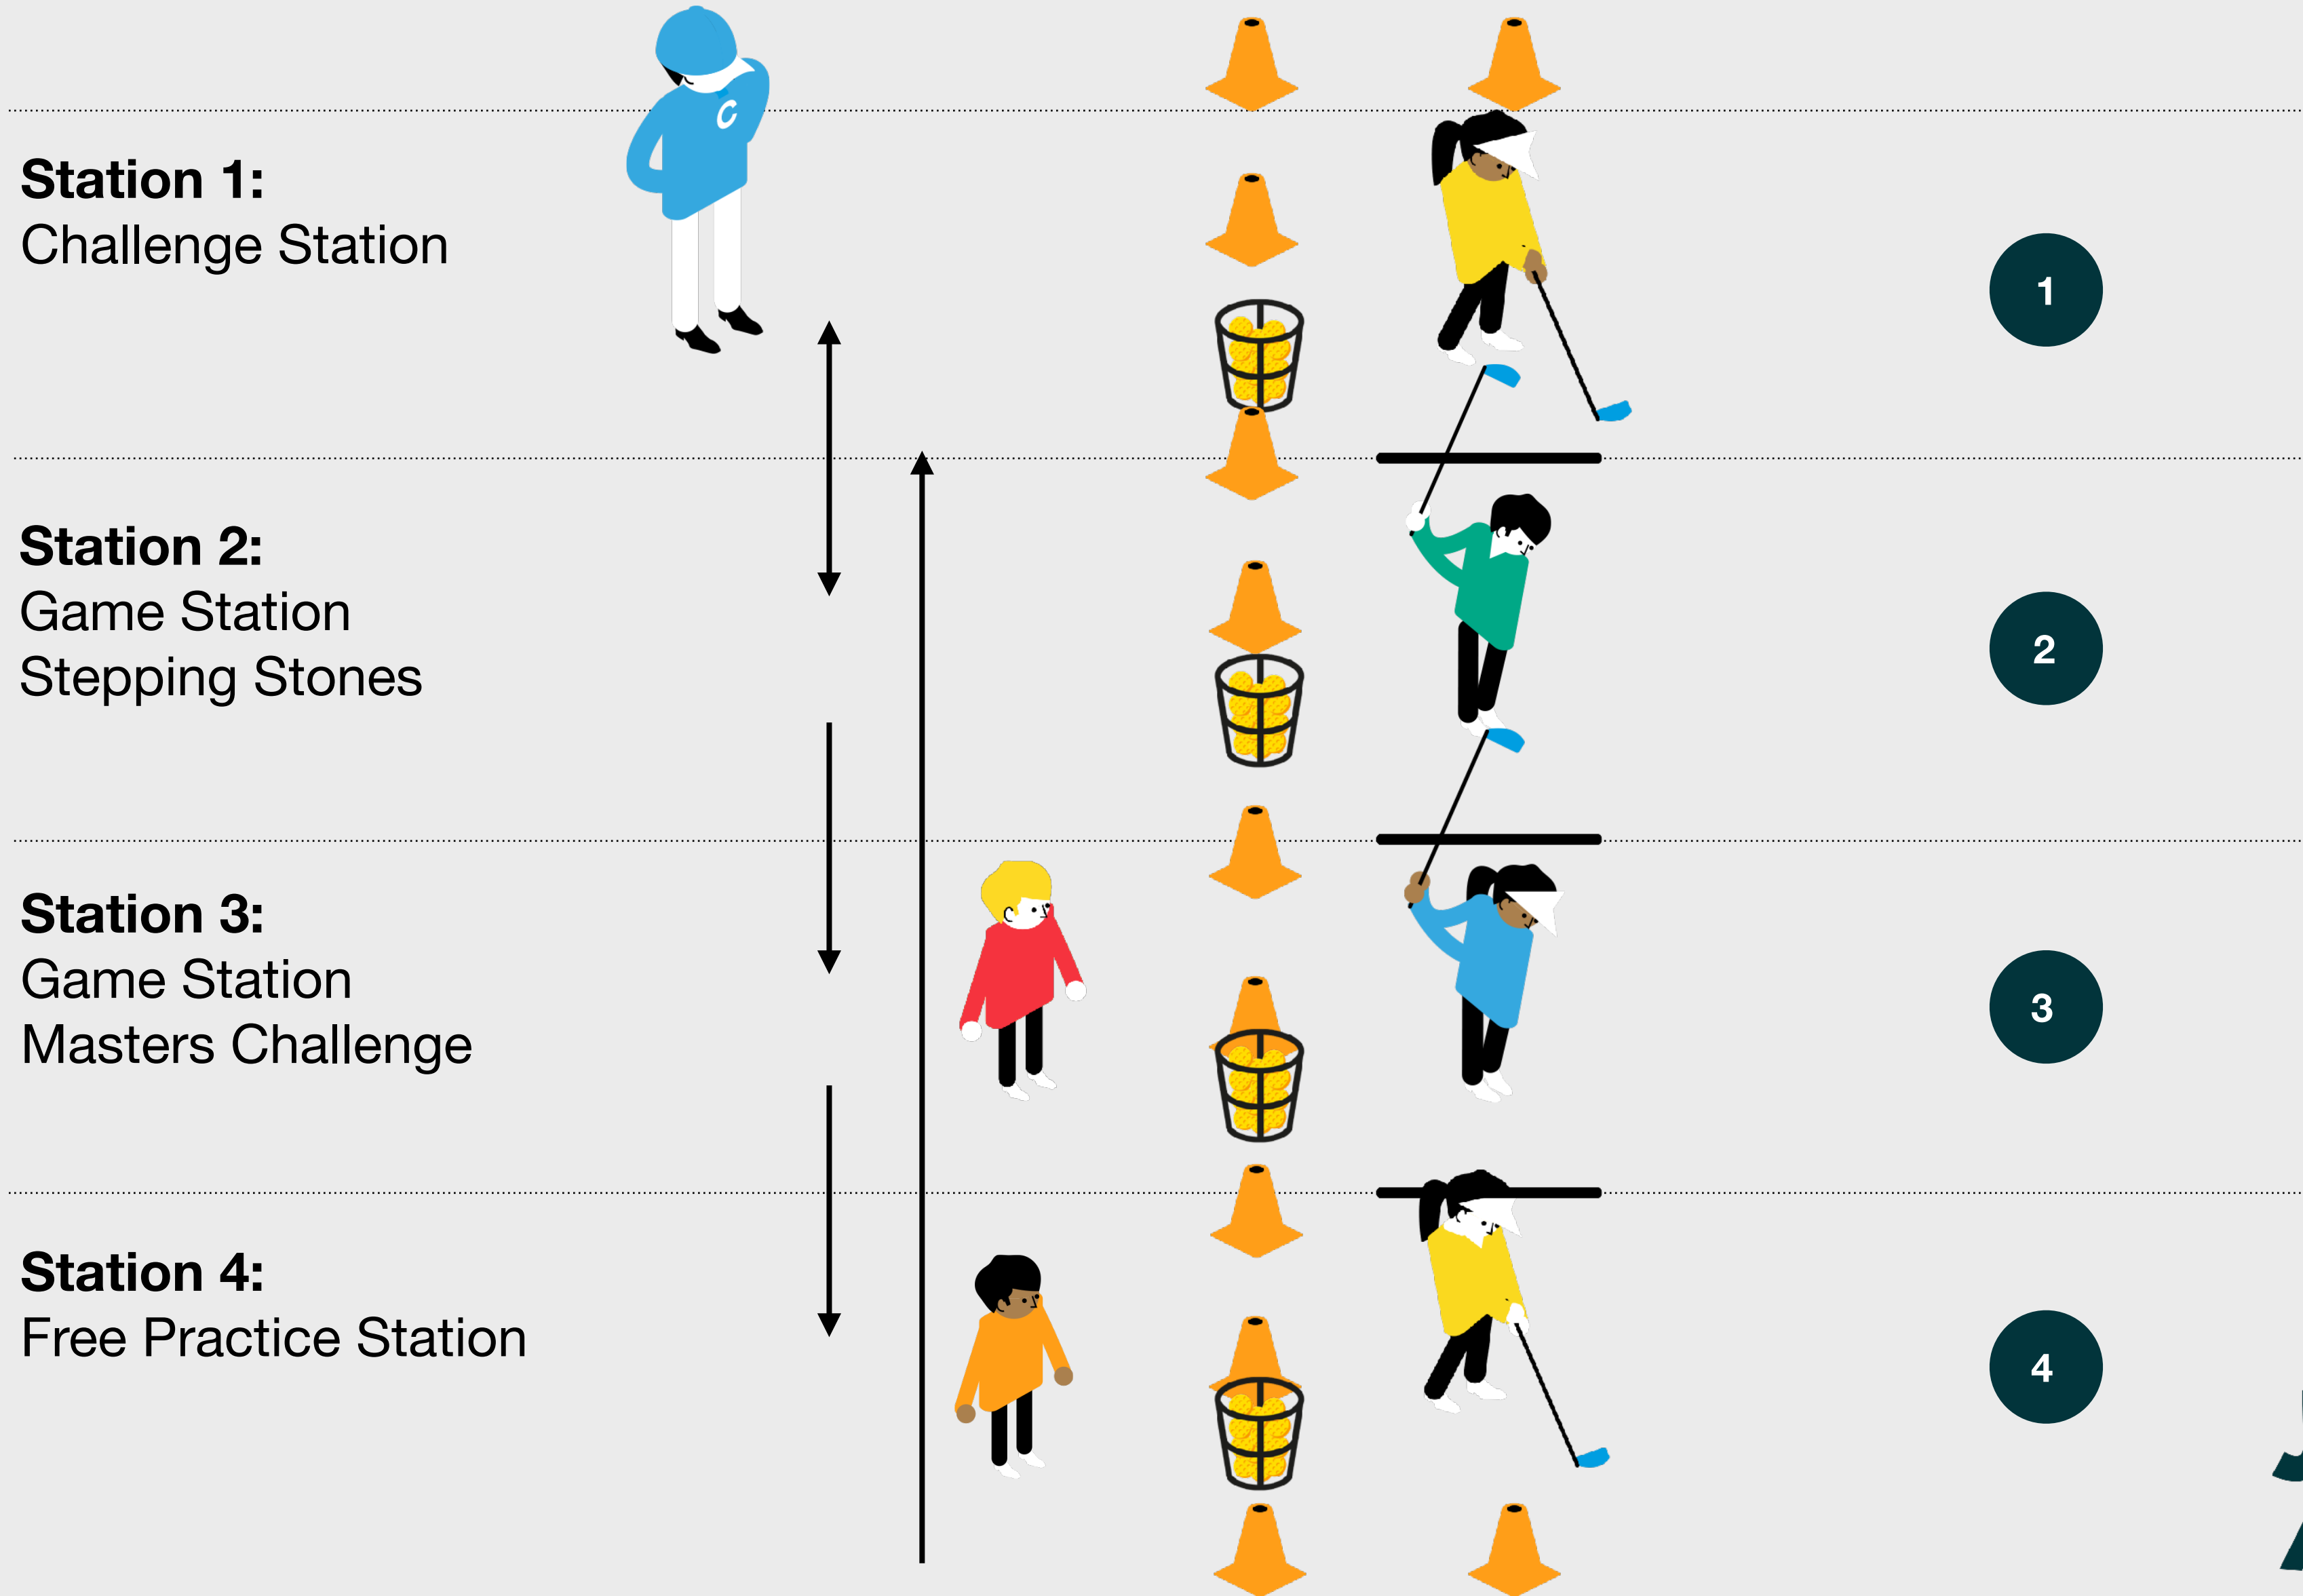 C
Station 1:
Challenge Station
1
Station 2:
Game Station
Stepping Stones
2
Station 3:
Game Station
Masters Challenge
3
Station 4:
Free Practice Station
4